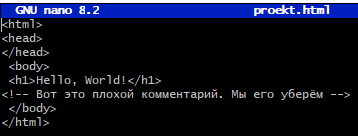 GNU nano 8.2 proekt.html
<html>
<head>
</head>
<body>
<h1>Hello, World!</h1>
<!-- Вот это плохой комментарий. Мы его уберём -->
</body>
</html>